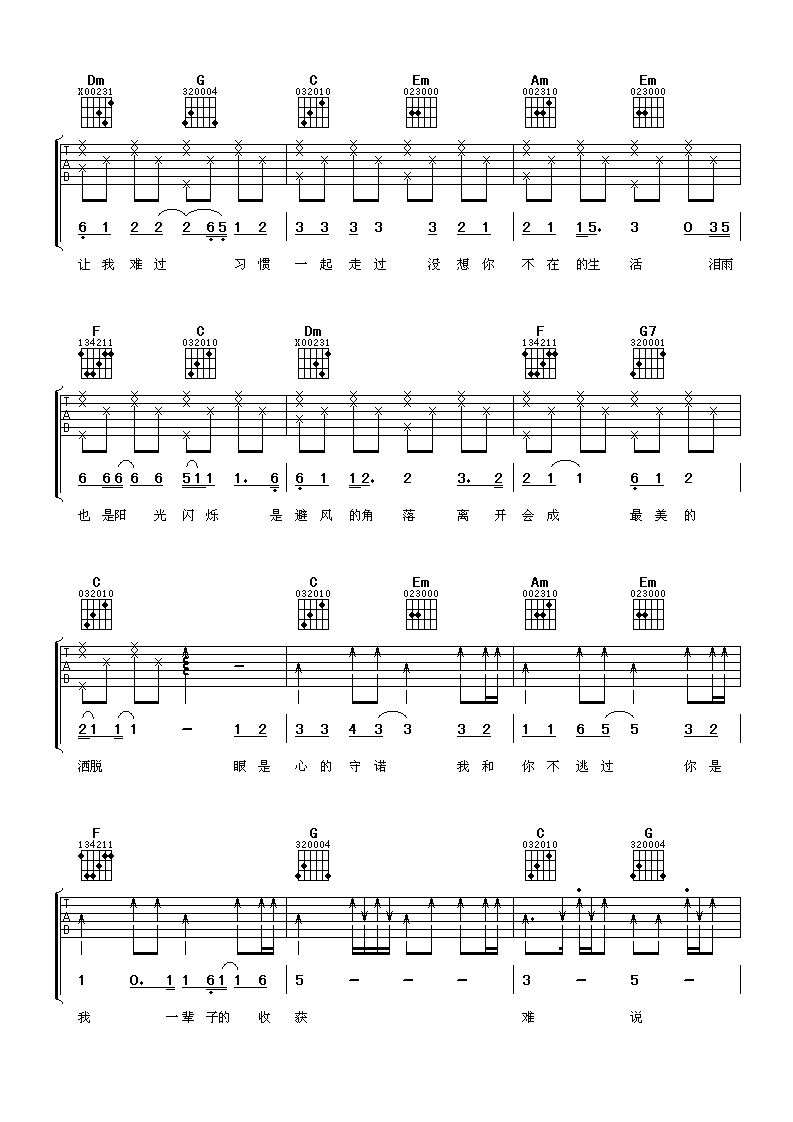 Dm G C Em Am Em
X00231 320004 032010 023000 002310 023000
T
A
B
6 1 2 2 2 6 5 1 2 3 3 3 3 3 2 1 2 1 1 5. 3 0 3 5
让 我 难 过 习 惯 一 起 走 过 没 想 你 不 在 的生 活 泪雨
F C Dm F G7
134211 032010 X00231 134211 320001
T
A
B
6 6 6 6 6 5 1 1 1. 6 6 1 1 2. 2 3. 2 2 1 1 6 1 2
也 是阳 光 闪 烁 是 避 风 的角 落 离 开 会 成 最 美 的
C C Em Am Em
032010 032010 023000 002310 023000
T
A
B
2 1 1 1 - 1 2 3 3 4 3 3 3 2 1 1 6 5 5 3 2
洒脱 眼 是 心 的 守 诺 我 和 你 不 逃 过 你 是
F G C G
134211 320004 032010 320004
T
A
B
1 0. 1 1 6 1 1 6 5 - - - 3 - 5 -
我 一 辈 子的 收 获 难 说